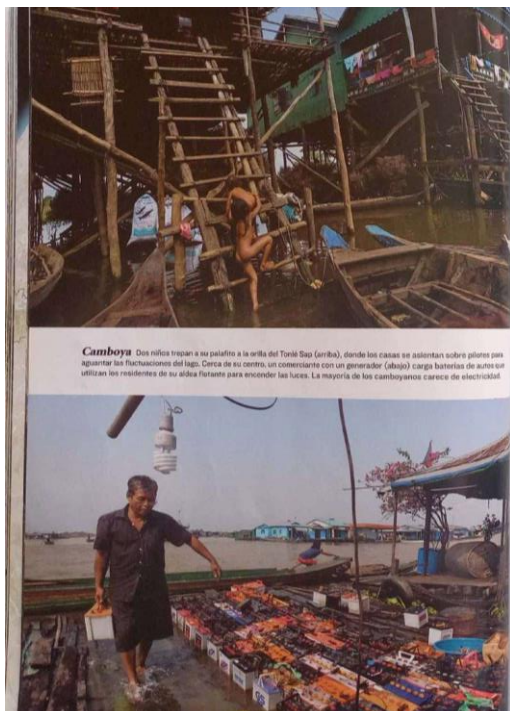 Camboya Dos niños trepan a su palafito a la orilla del Tonlé Sap (arriba), donde las casas se asientan sobre pilotes para
aguantar las fluctuaciones del lago. Cerca de su centro, un comerciante con un generador (abajo) carga baterías de autos que
utilizan los residentes de su aldea flotante para encender las luces. La mayoría de los camboyanos carece de electricidad.